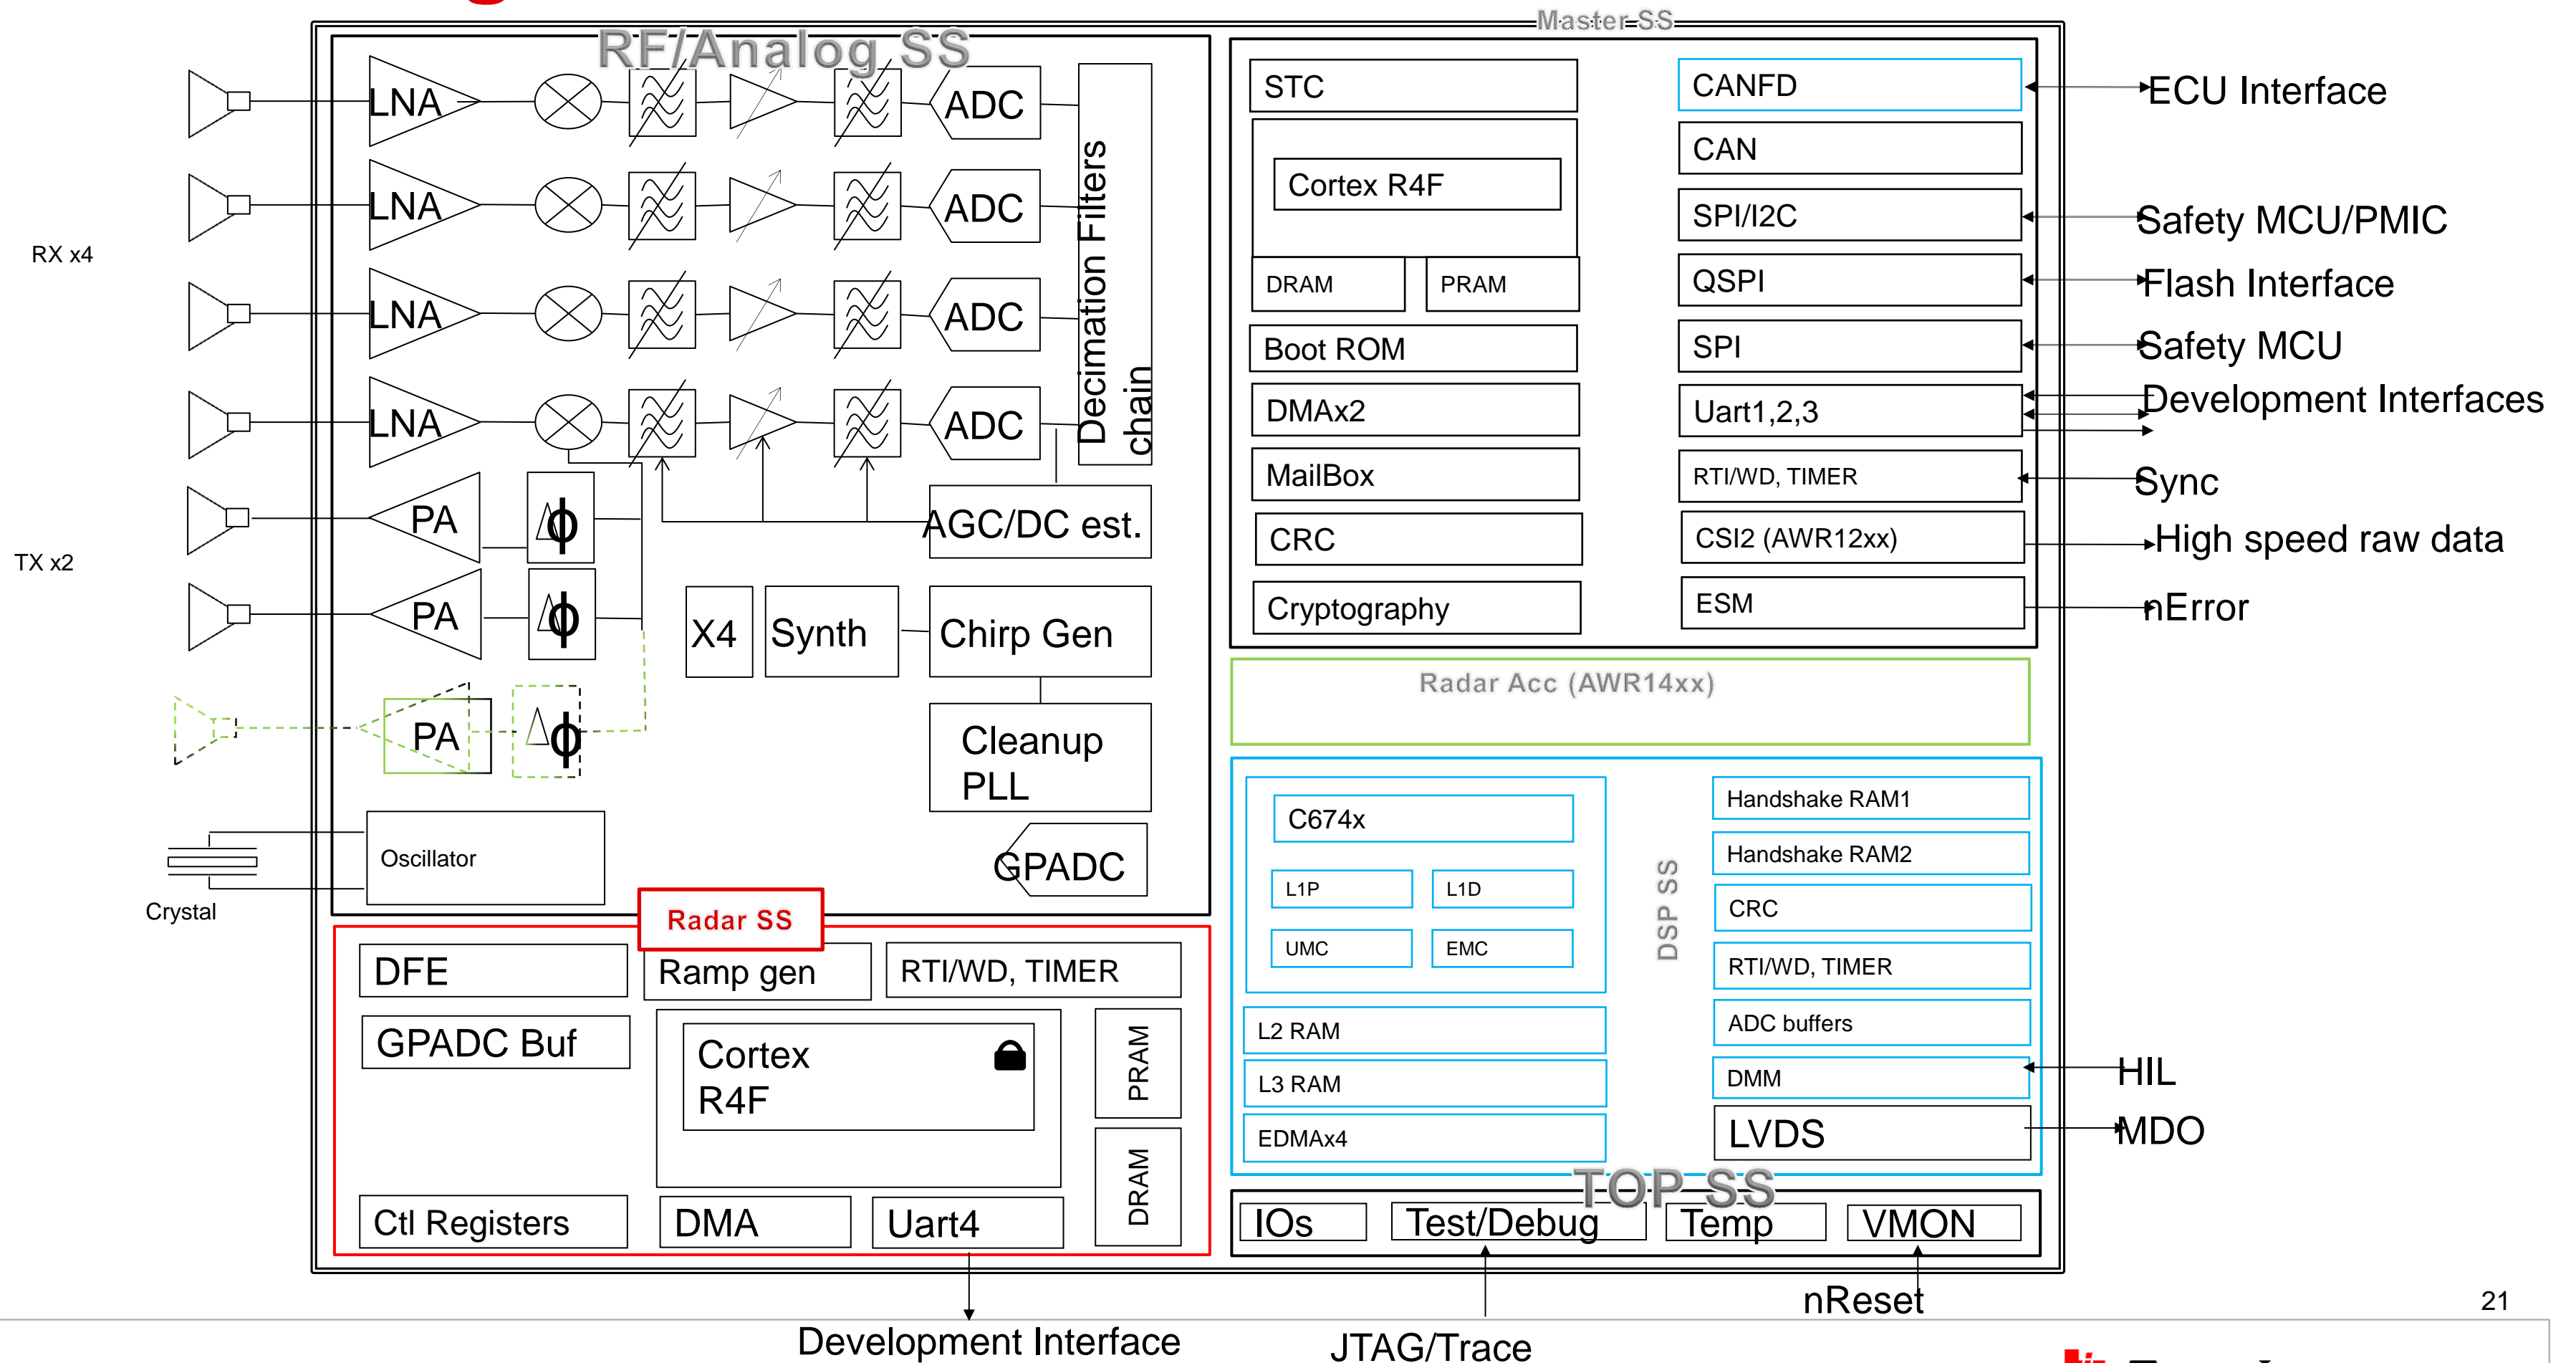 Master SS
RF/Analog SS
RX x4
LNA
ADC
LNA
ADC
LNA
ADC
LNA
ADC
Decimation Filters
chain
TX x2
PA
Δϕ
AGC/DC est.
PA
Δϕ
X4
Synth
Chirp Gen
PA
Δϕ
Cleanup
PLL
Oscillator
GPADC
Crystal
STC
Cortex R4F
DRAM
PRAM
Boot ROM
DMAx2
MailBox
CRC
Cryptography
CANFD
CAN
SPI/I2C
QSPI
SPI
Uart1,2,3
RTI/WD, TIMER
CSI2 (AWR12xx)
ESM
ECU Interface
Safety MCU/PMIC
Flash Interface
Safety MCU
Development Interfaces
Sync
High speed raw data
nError
Radar Acc (AWR14xx)
Radar SS
DFE
Ramp gen
RTI/WD, TIMER
GPADC Buf
Cortex
R4F
PRAM
DRAM
Ctl Registers
DMA
Uart4
C674x
L1P
L1D
UMC
EMC
L2 RAM
L3 RAM
EDMAx4
DSP SS
Handshake RAM1
Handshake RAM2
CRC
RTI/WD, TIMER
ADC buffers
DMM
LVDS
HIL
MDO
TOP SS
IOs
Test/Debug
Temp
VMON
nReset
21
Development Interface
JTAG/Trace